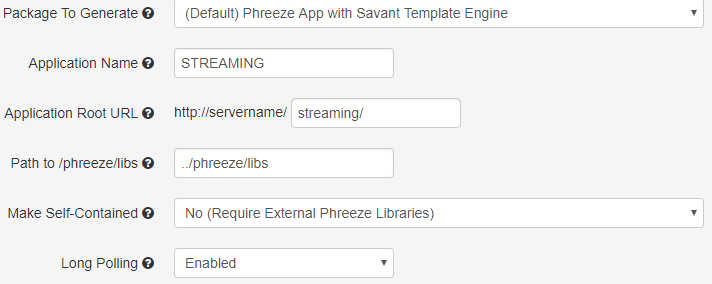 Package To Generate (Default) Phreeze App with Savant Template Engine
Application Name STREAMING
Application Root URL http://servername/ streaming/
Path to /phreeze/libs ../phreeze/libs
Make Self-Contained No (Require External Phreeze Libraries)
Long Polling Enabled